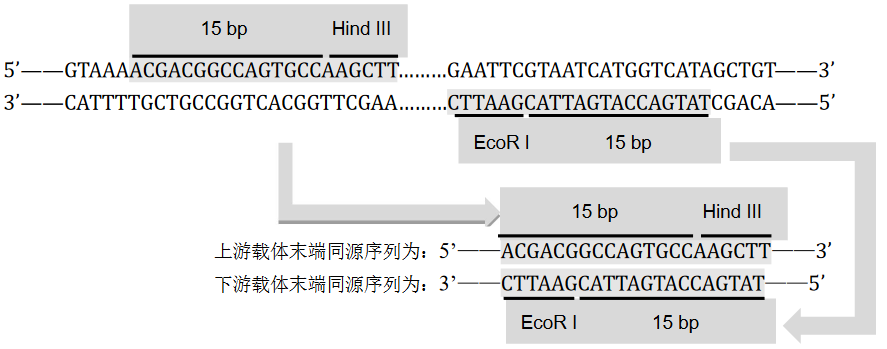 15 bp Hind III
5’——GTAAAACGACGGCCAGTGCCAAGCTT………GAATTCGTAATCATGGTCATAGCTGT——3’
3’——CATTTTGCTGCCGGTCACGGTTCGAA………CTTAAGCATTAGTACCAGTATCGACA——5’
EcoR I 15 bp
15 bp Hind III
上游载体末端同源序列为：5’——ACGACGGCCAGTGCCAAGCTT——3’
下游载体末端同源序列为：3’——CTTAAGCATTAGTACCAGTAT——5’
EcoR I 15 bp